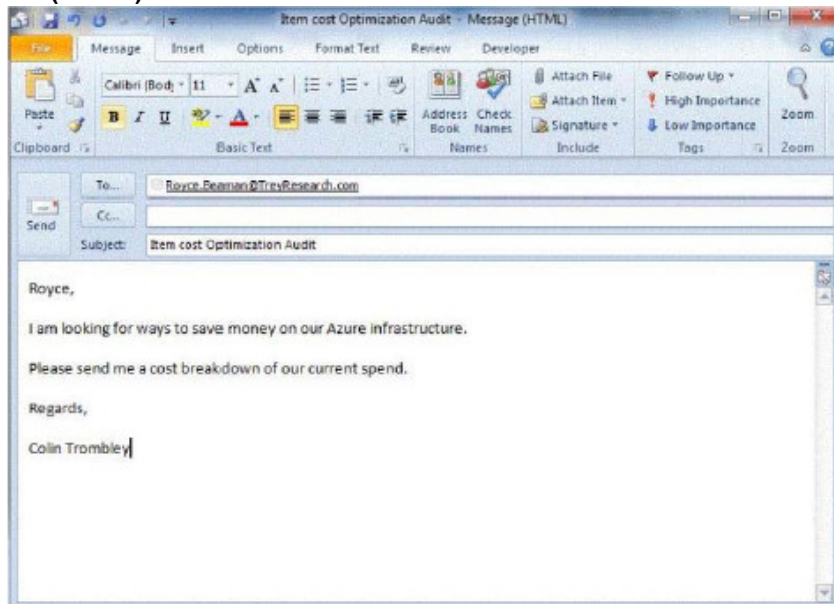 Item cost Optimization Audit - Message (HTML)
File Message Insert Options Format Text Review Developer
Paste
Clipboard
Calibri (Body 11
B I U
Basic Text
Address Book
Check Names
Names
Attach File
Attach Item
Signature
Include
Follow Up
High Importance
Low Importance
Tags
Zoom
Zoom
Send
To... Royce.Beaman@TreyResearch.com
Cc...
Subject: Item cost Optimization Audit
Royce,
I am looking for ways to save money on our Azure infrastructure.
Please send me a cost breakdown of our current spend.
Regards,
Colin Trombley